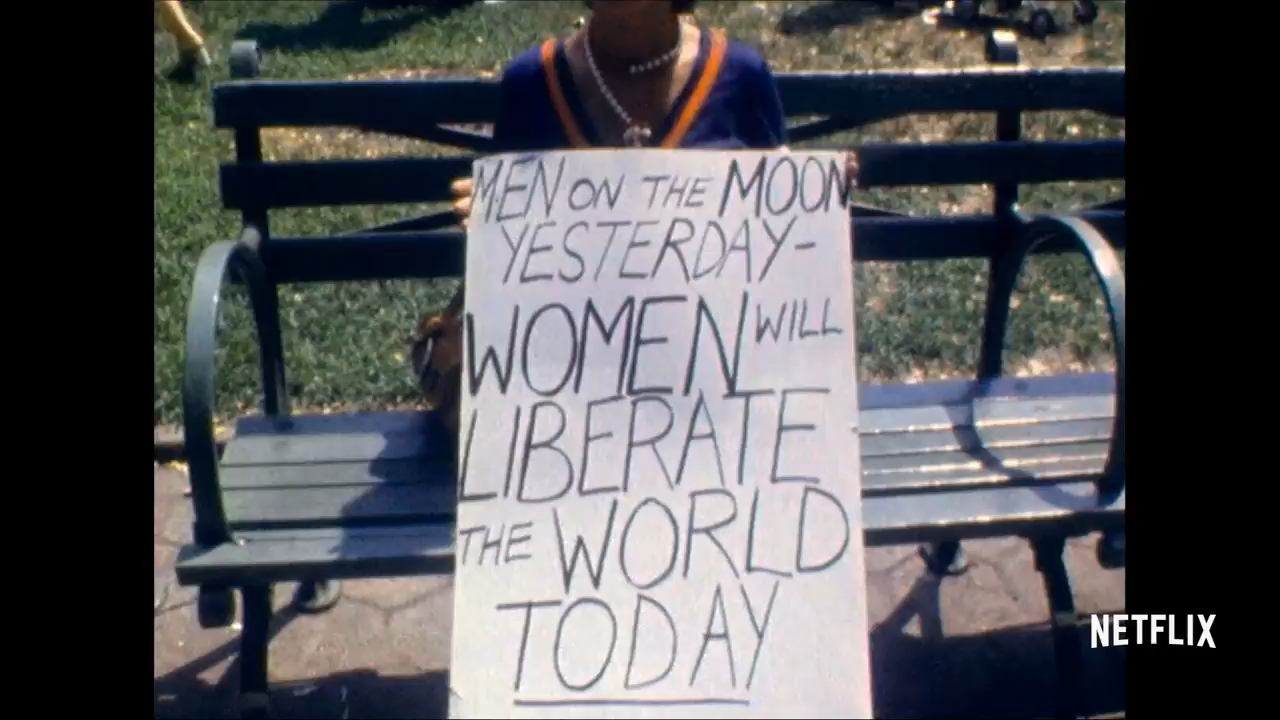 MEN ON THE MOON
YESTERDAY-
WOMEN WILL
LIBERATE
THE WORLD
TODAY
NETFLIX